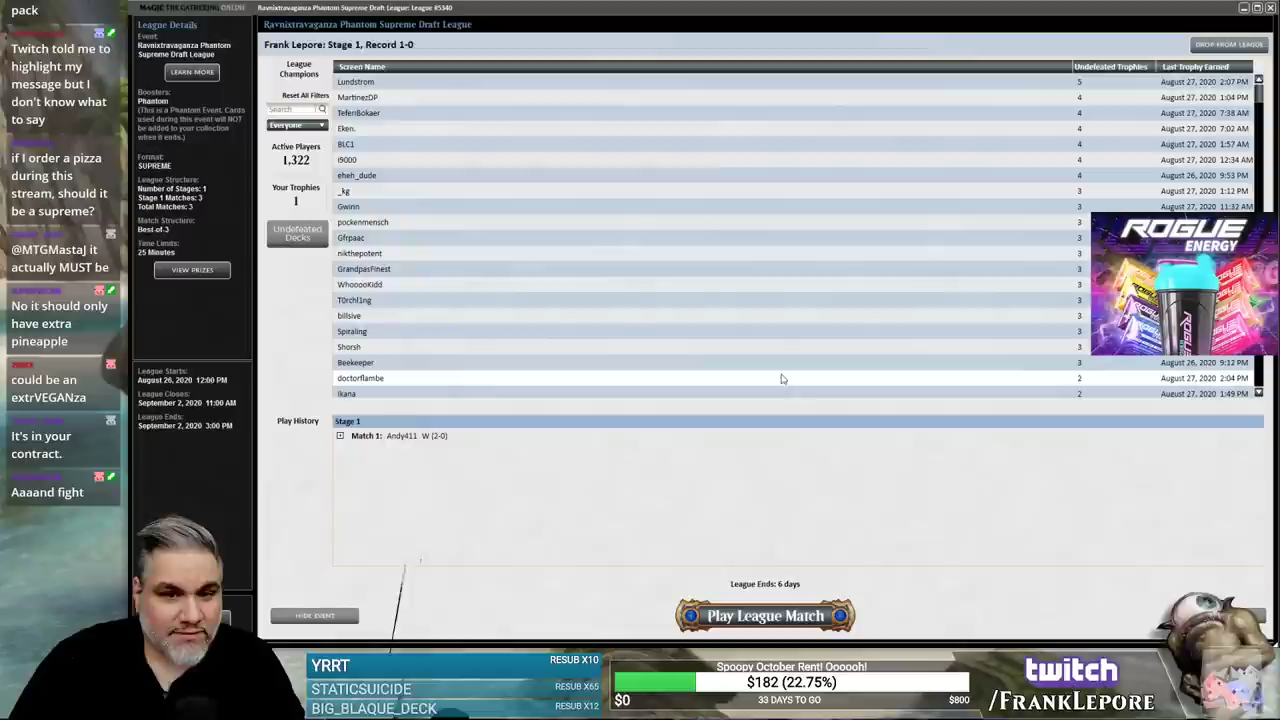 pack
Twitch told me to
highlight my
message but I
don't know what
to say
if I order a pizza
during this
stream, should it
be a supreme?
@MTGMastaJ it
actually MUST be
No it should only
have extra
pineapple
could be an
extrVEGANza
It's in your
contract.
Aaaand fight
MAGIC THE GATHERING ONLINE
Ravnixtravaganza Phantom Supreme Draft League: League #5340
League Details
Event:
Ravnixtravaganza Phantom
Supreme Draft League
LEARN MORE
Boosters:
Phantom
(This is a Phantom Event. Cards
used during this event will NOT
be added to your collection
when it ends.)
Format:
SUPREME
League Structure:
Number of Stages: 1
Stage 1 Matches: 3
Total Matches: 3
Match Structure:
Best-of-3
Time Limits:
25 Minutes
VIEW PRIZES
League Starts:
August 26, 2020 12:00 PM
League Closes:
September 2, 2020 11:00 AM
League Ends:
September 2, 2020 3:00 PM
Ravnixtravaganza Phantom Supreme Draft League
Frank Lepore: Stage 1, Record 1-0
DROP FROM LEAGUE
League
Champions
Reset All Filters
Search
Everyone
Active Players
1,322
Your Trophies
1
Undefeated
Decks
Screen Name Undefeated Trophies Last Trophy Earned
Lundstrom 5 August 27, 2020 2:07 PM
MartinezDP 4 August 27, 2020 1:04 PM
TeferiBokaer 4 August 27, 2020 7:38 AM
Eken. 4 August 27, 2020 7:02 AM
BLC1 4 August 27, 2020 1:57 AM
i9000 4 August 27, 2020 12:34 AM
eheh_dude 4 August 26, 2020 9:53 PM
_kg 3 August 27, 2020 1:12 PM
Gwinn 3 August 27, 2020 11:32 AM
pockenmensch 3
Gfrpaac 3
nikthepotent 3
GrandpasFinest 3
WhooooKidd 3
T0rchl1ng 3
billsive 3
Spiraling 3
Shorsh 3
Beekeeper 3 August 26, 2020 9:12 PM
doctorflambe 2 August 27, 2020 2:04 PM
Ikana 2 August 27, 2020 1:49 PM
ROGUE
ENERGY
ROGUE
Play History
Stage 1
Match 1: Andy411 W (2-0)
League Ends: 6 days
HIDE EVENT
Play League Match
YRRT RESUB X10
STATICSUICIDE RESUB X65
BIG_BLAQUE_DECK RESUB X12
Spoopy October Rent! Oooooh!
$182 (22.75%)
$0 33 DAYS TO GO $800
twitch
/FRANKLEPORE